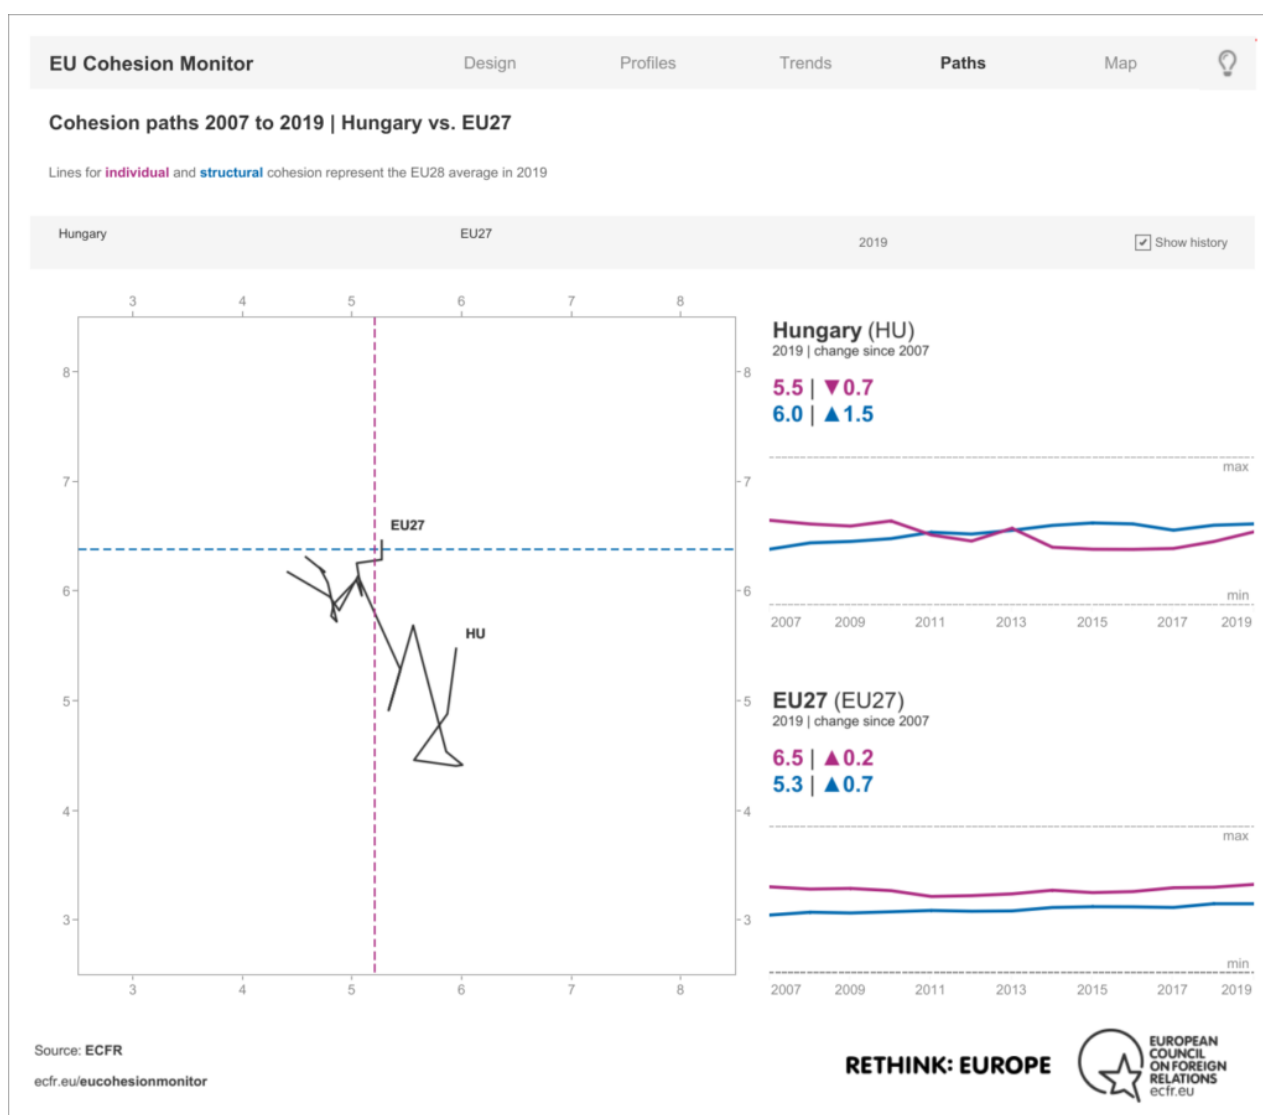 EU Cohesion Monitor Design Profiles Trends Paths Map
Cohesion paths 2007 to 2019 | Hungary vs. EU27
Lines for individual and structural cohesion represent the EU28 average in 2019
Hungary EU27 2019 Show history
3 4 5 6 7 8
8 8
7 7
6 6
5 5
4 4
3 3
EU27
HU
3 4 5 6 7 8
Hungary (HU)
2019 | change since 2007
5.5 | ▼0.7
6.0 | ▲1.5
max
min
2007 2009 2011 2013 2015 2017 2019
EU27 (EU27)
2019 | change since 2007
6.5 | ▲0.2
5.3 | ▲0.7
max
min
2007 2009 2011 2013 2015 2017 2019
Source: ECFR
ecfr.eu/eucohesionmonitor
RETHINK: EUROPE
EUROPEAN
COUNCIL
ON FOREIGN
RELATIONS
ecfr.eu